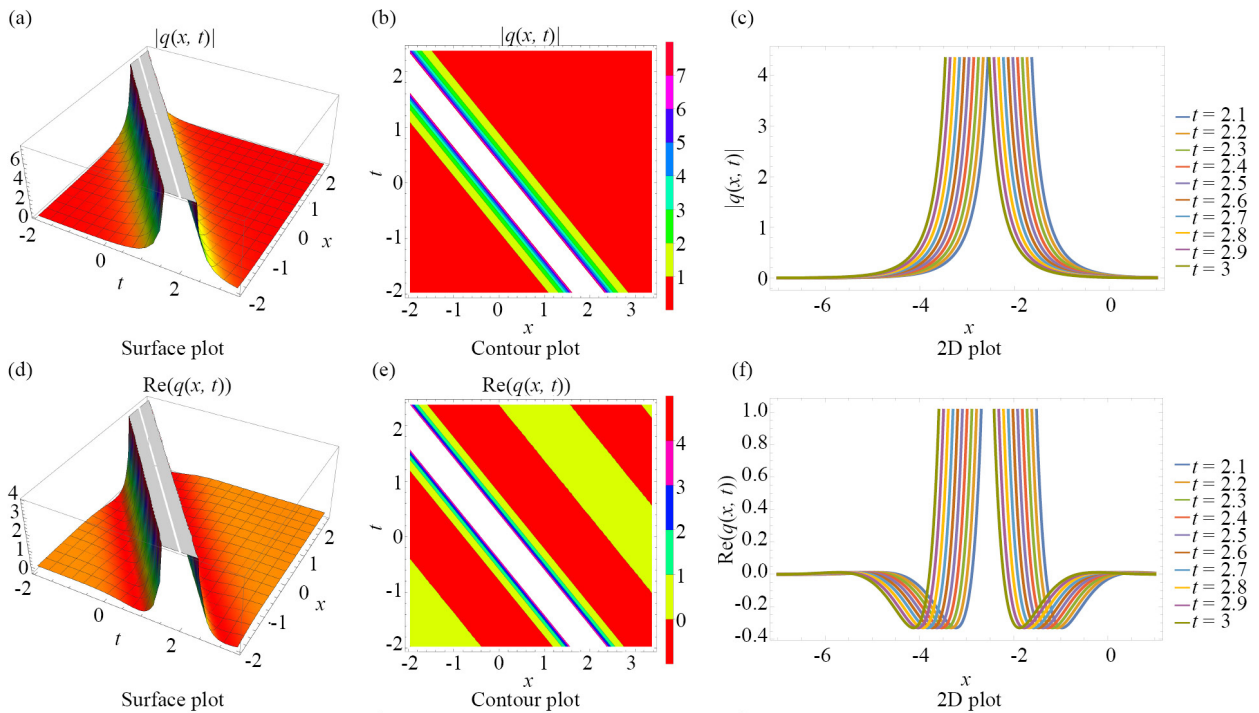 (a)
|q(x, t)|
6
4
2
0
-2
0
t
2
2
1
0
x
-1
-2
Surface plot
(b)
|q(x, t)|
2
1
0
-1
-2
t
-2 -1 0 1 2 3
x
7
6
5
4
3
2
1
Contour plot
(c)
4
3
2
1
0
|q(x, t)|
-6 -4 -2 0
x
t = 2.1
t = 2.2
t = 2.3
t = 2.4
t = 2.5
t = 2.6
t = 2.7
t = 2.8
t = 2.9
t = 3
2D plot
(d)
Re(q(x, t))
4
3
2
1
0
-2
0
t
2
2
1
0
x
-1
-2
Surface plot
(e)
Re(q(x, t))
2
1
0
-1
-2
t
-2 -1 0 1 2 3
x
4
3
2
1
0
Contour plot
(f)
1.0
0.8
0.6
0.4
0.2
0.0
-0.2
-0.4
Re(q(x, t))
-6 -4 -2 0
x
t = 2.1
t = 2.2
t = 2.3
t = 2.4
t = 2.5
t = 2.6
t = 2.7
t = 2.8
t = 2.9
t = 3
2D plot